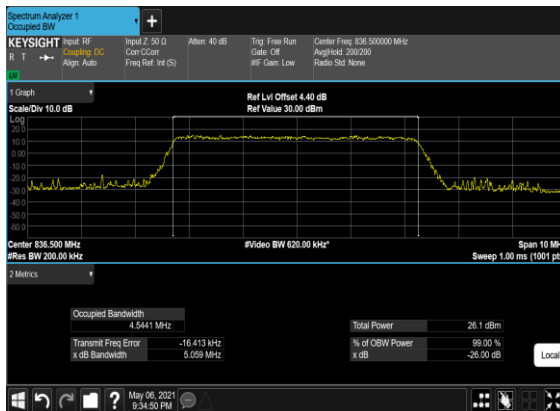 Spectrum Analyzer 1
Occupied BW
KEYSIGHT
R T
Input: RF
Coupling: DC
Align: Auto
Input Z: 50 Ω
Corr CCorr
Freq Ref: Int (S)
Atten: 40 dB
Trig: Free Run
Gate: Off
#IF Gain: Low
Center Freq: 836.500000 MHz
Avg|Hold: 200/200
Radio Std: None
1 Graph
Scale/Div 10.0 dB
Ref Lvl Offset 4.40 dB
Ref Value 30.00 dBm
Log
20.0
10.0
0.00
-10.0
-20.0
-30.0
-40.0
-50.0
-60.0
Center 836.500 MHz
#Res BW 200.00 kHz
#Video BW 620.00 kHz*
Span 10 MH
Sweep 1.00 ms (1001 pt
2 Metrics
Occupied Bandwidth
4.5441 MHz
Transmit Freq Error -16.413 kHz
x dB Bandwidth 5.059 MHz
Total Power 26.1 dBm
% of OBW Power 99.00 %
x dB -26.00 dB
Local
May 06, 2021
9:34:50 PM